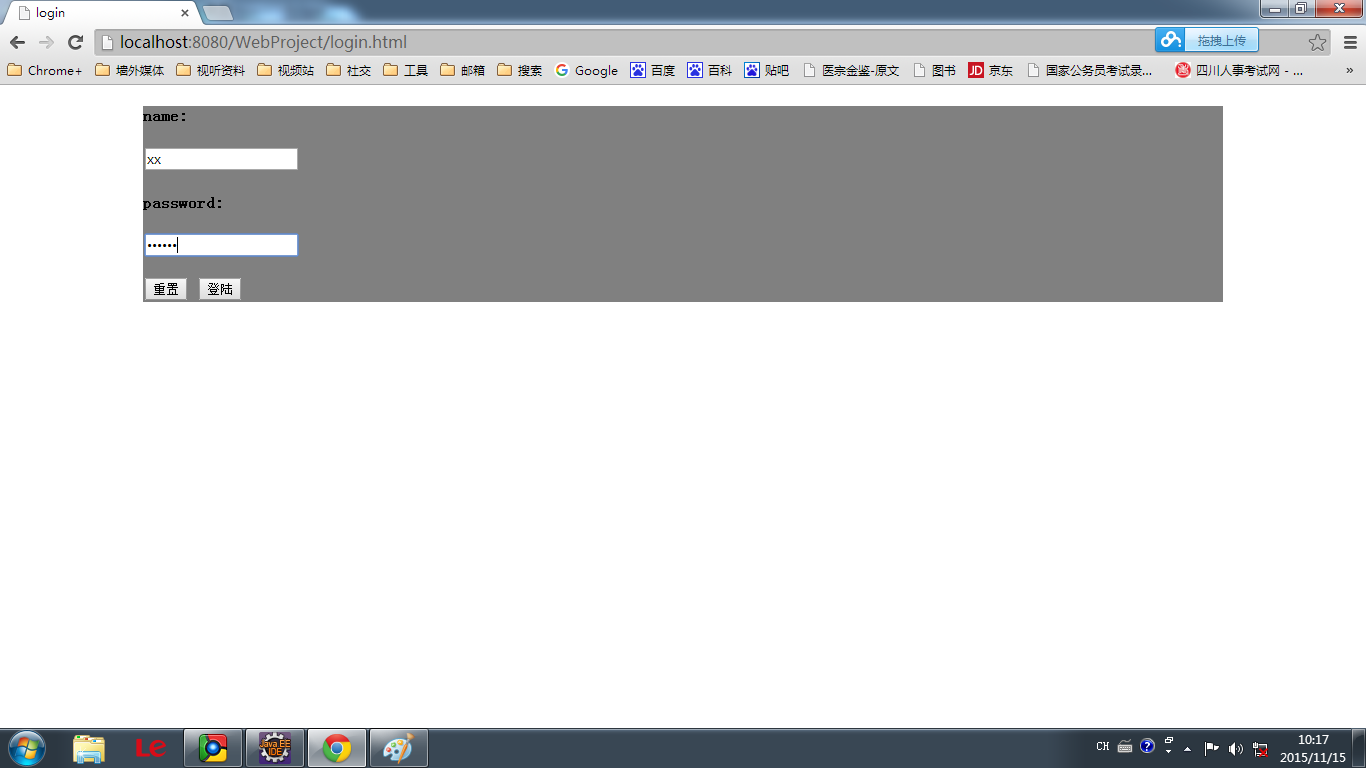 login
localhost:8080/WebProject/login.html
拖拽上传
Chrome+ 墙外媒体 视听资料 视频站 社交 工具 邮箱 搜索 Google 百度 百科 贴吧 医宗金鉴-原文 图书 JD 京东 国家公务员考试录... 四川人事考试网 - ... »
name:
xx
password:
••••••
重置 登陆
Le
Java EE
IDE
CH
10:17
2015/11/15